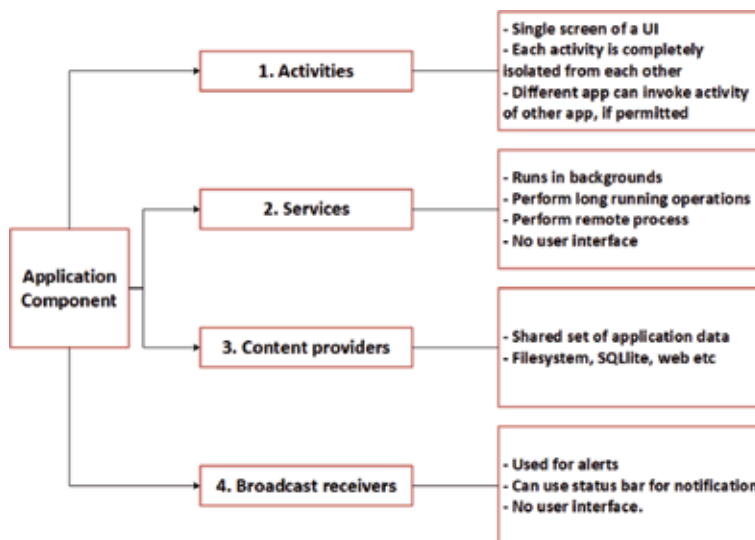 Application
Component
1. Activities
- Single screen of a UI
- Each activity is completely
isolated from each other
- Different app can invoke activity
of other app, if permitted
2. Services
- Runs in backgrounds
- Perform long running operations
- Perform remote process
- No user interface
3. Content providers
- Shared set of application data
- Filesystem, SQLlite, web etc
4. Broadcast receivers
- Used for alerts
- Can use status bar for notification
- No user interface.